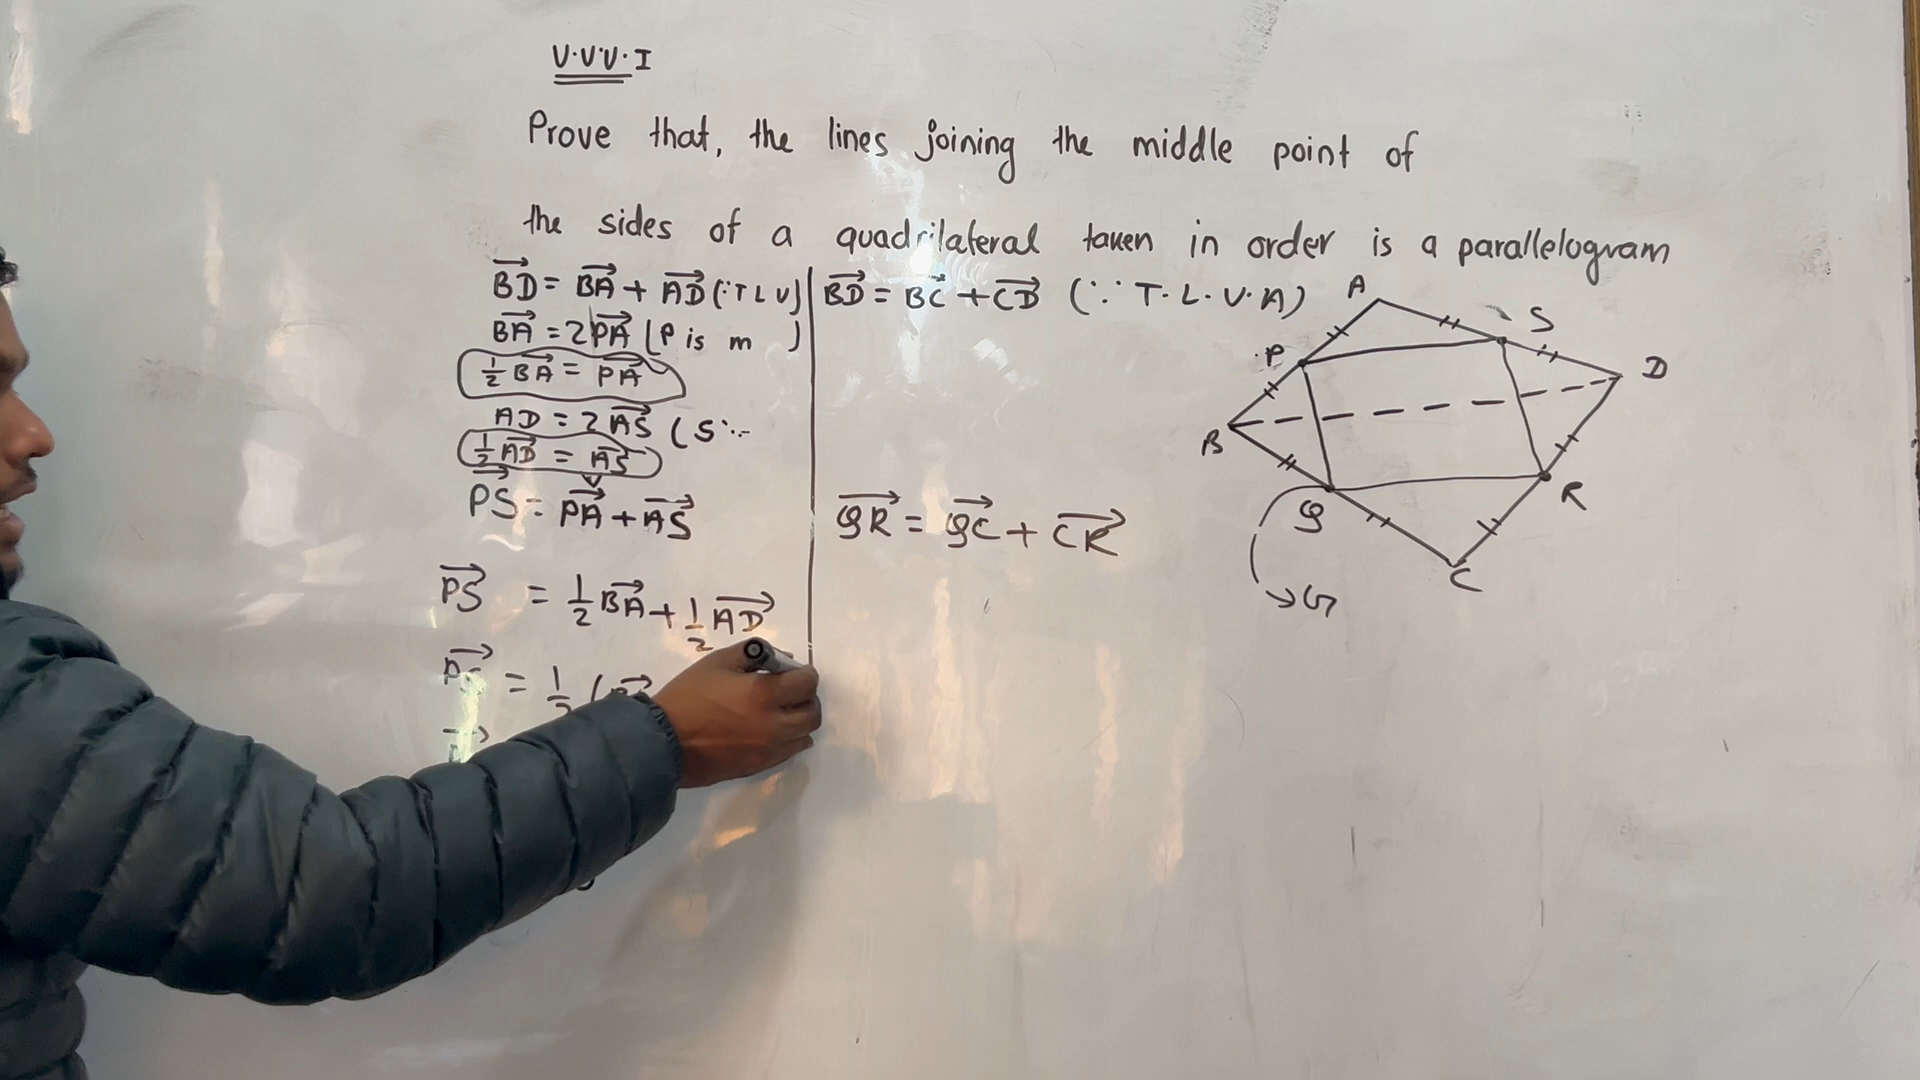 V.V.V.I
Prove that, the lines joining the middle point of
the sides of a quadrilateral taken in order is a parallelogram
BD→ = BA→ + AD→ (∵ T L V)
BA→ = 2PA→ (P is m )
1/2 BA→ = PA→
AD = 2AS→ (S ∵
1/2 AD→ = AS→
PS→ = PA→ + AS→
PS→ = 1/2 BA→ + 1/2 AD→
PS→ = 1/2 (
BD→ = BC→ + CD→ (∵ T.L.V.A)
QR→ = QC→ + CR→
A
S
P
D
B
Q
R
C
→ G